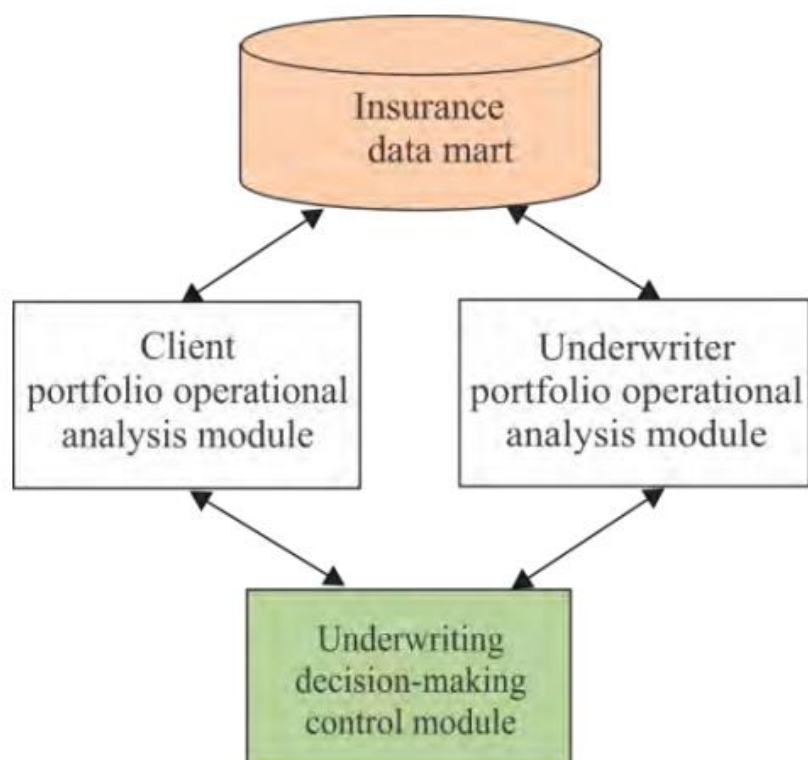 Insurance
data mart
Client
portfolio operational
analysis module
Underwriter
portfolio operational
analysis module
Underwriting
decision-making
control module